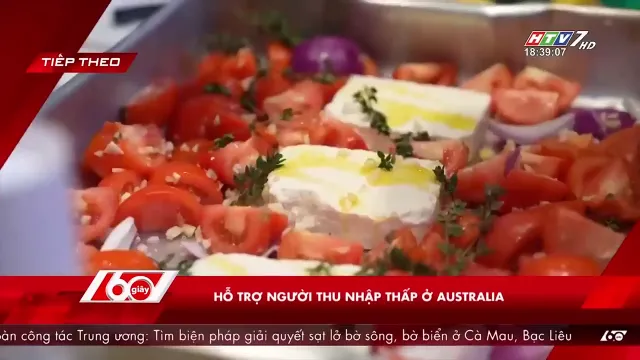 TIẾP THEO
HTV7 HD
18:39:07
60 giây
HỖ TRỢ NGƯỜI THU NHẬP THẤP Ở AUSTRALIA
àn công tác Trung ương: Tìm biện pháp giải quyết sạt lở bờ sông, bờ biển ở Cà Mau, Bạc Liêu
60